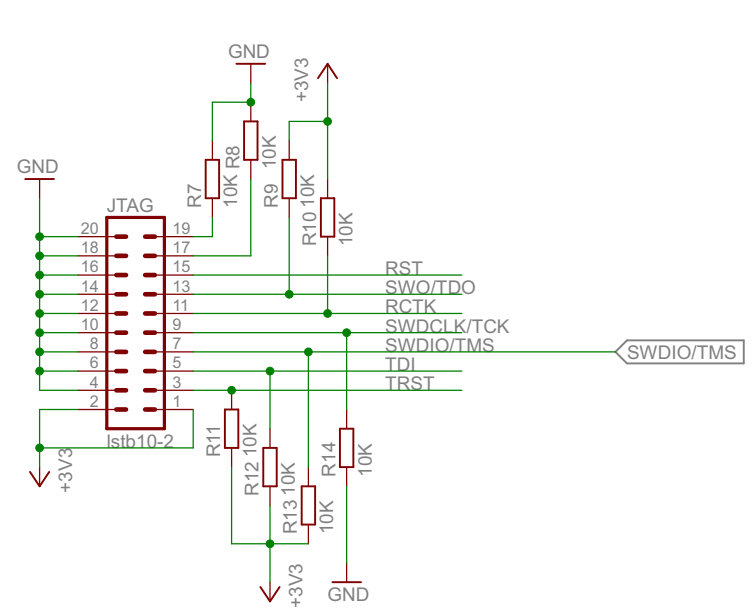 GND
+3V3
R8
10K
GND
R7
10K
R9
10K
R10
10K
JTAG
20 19
18 17
16 15 RST
14 13 SWO/TDO
12 11 RCTK
10 9 SWDCLK/TCK
8 7 SWDIO/TMS SWDIO/TMS
6 5 TDI
4 3 TRST
2 1
lstb10-2
+3V3
R11
10K
R12
10K
R13
10K
R14
10K
+3V3
GND